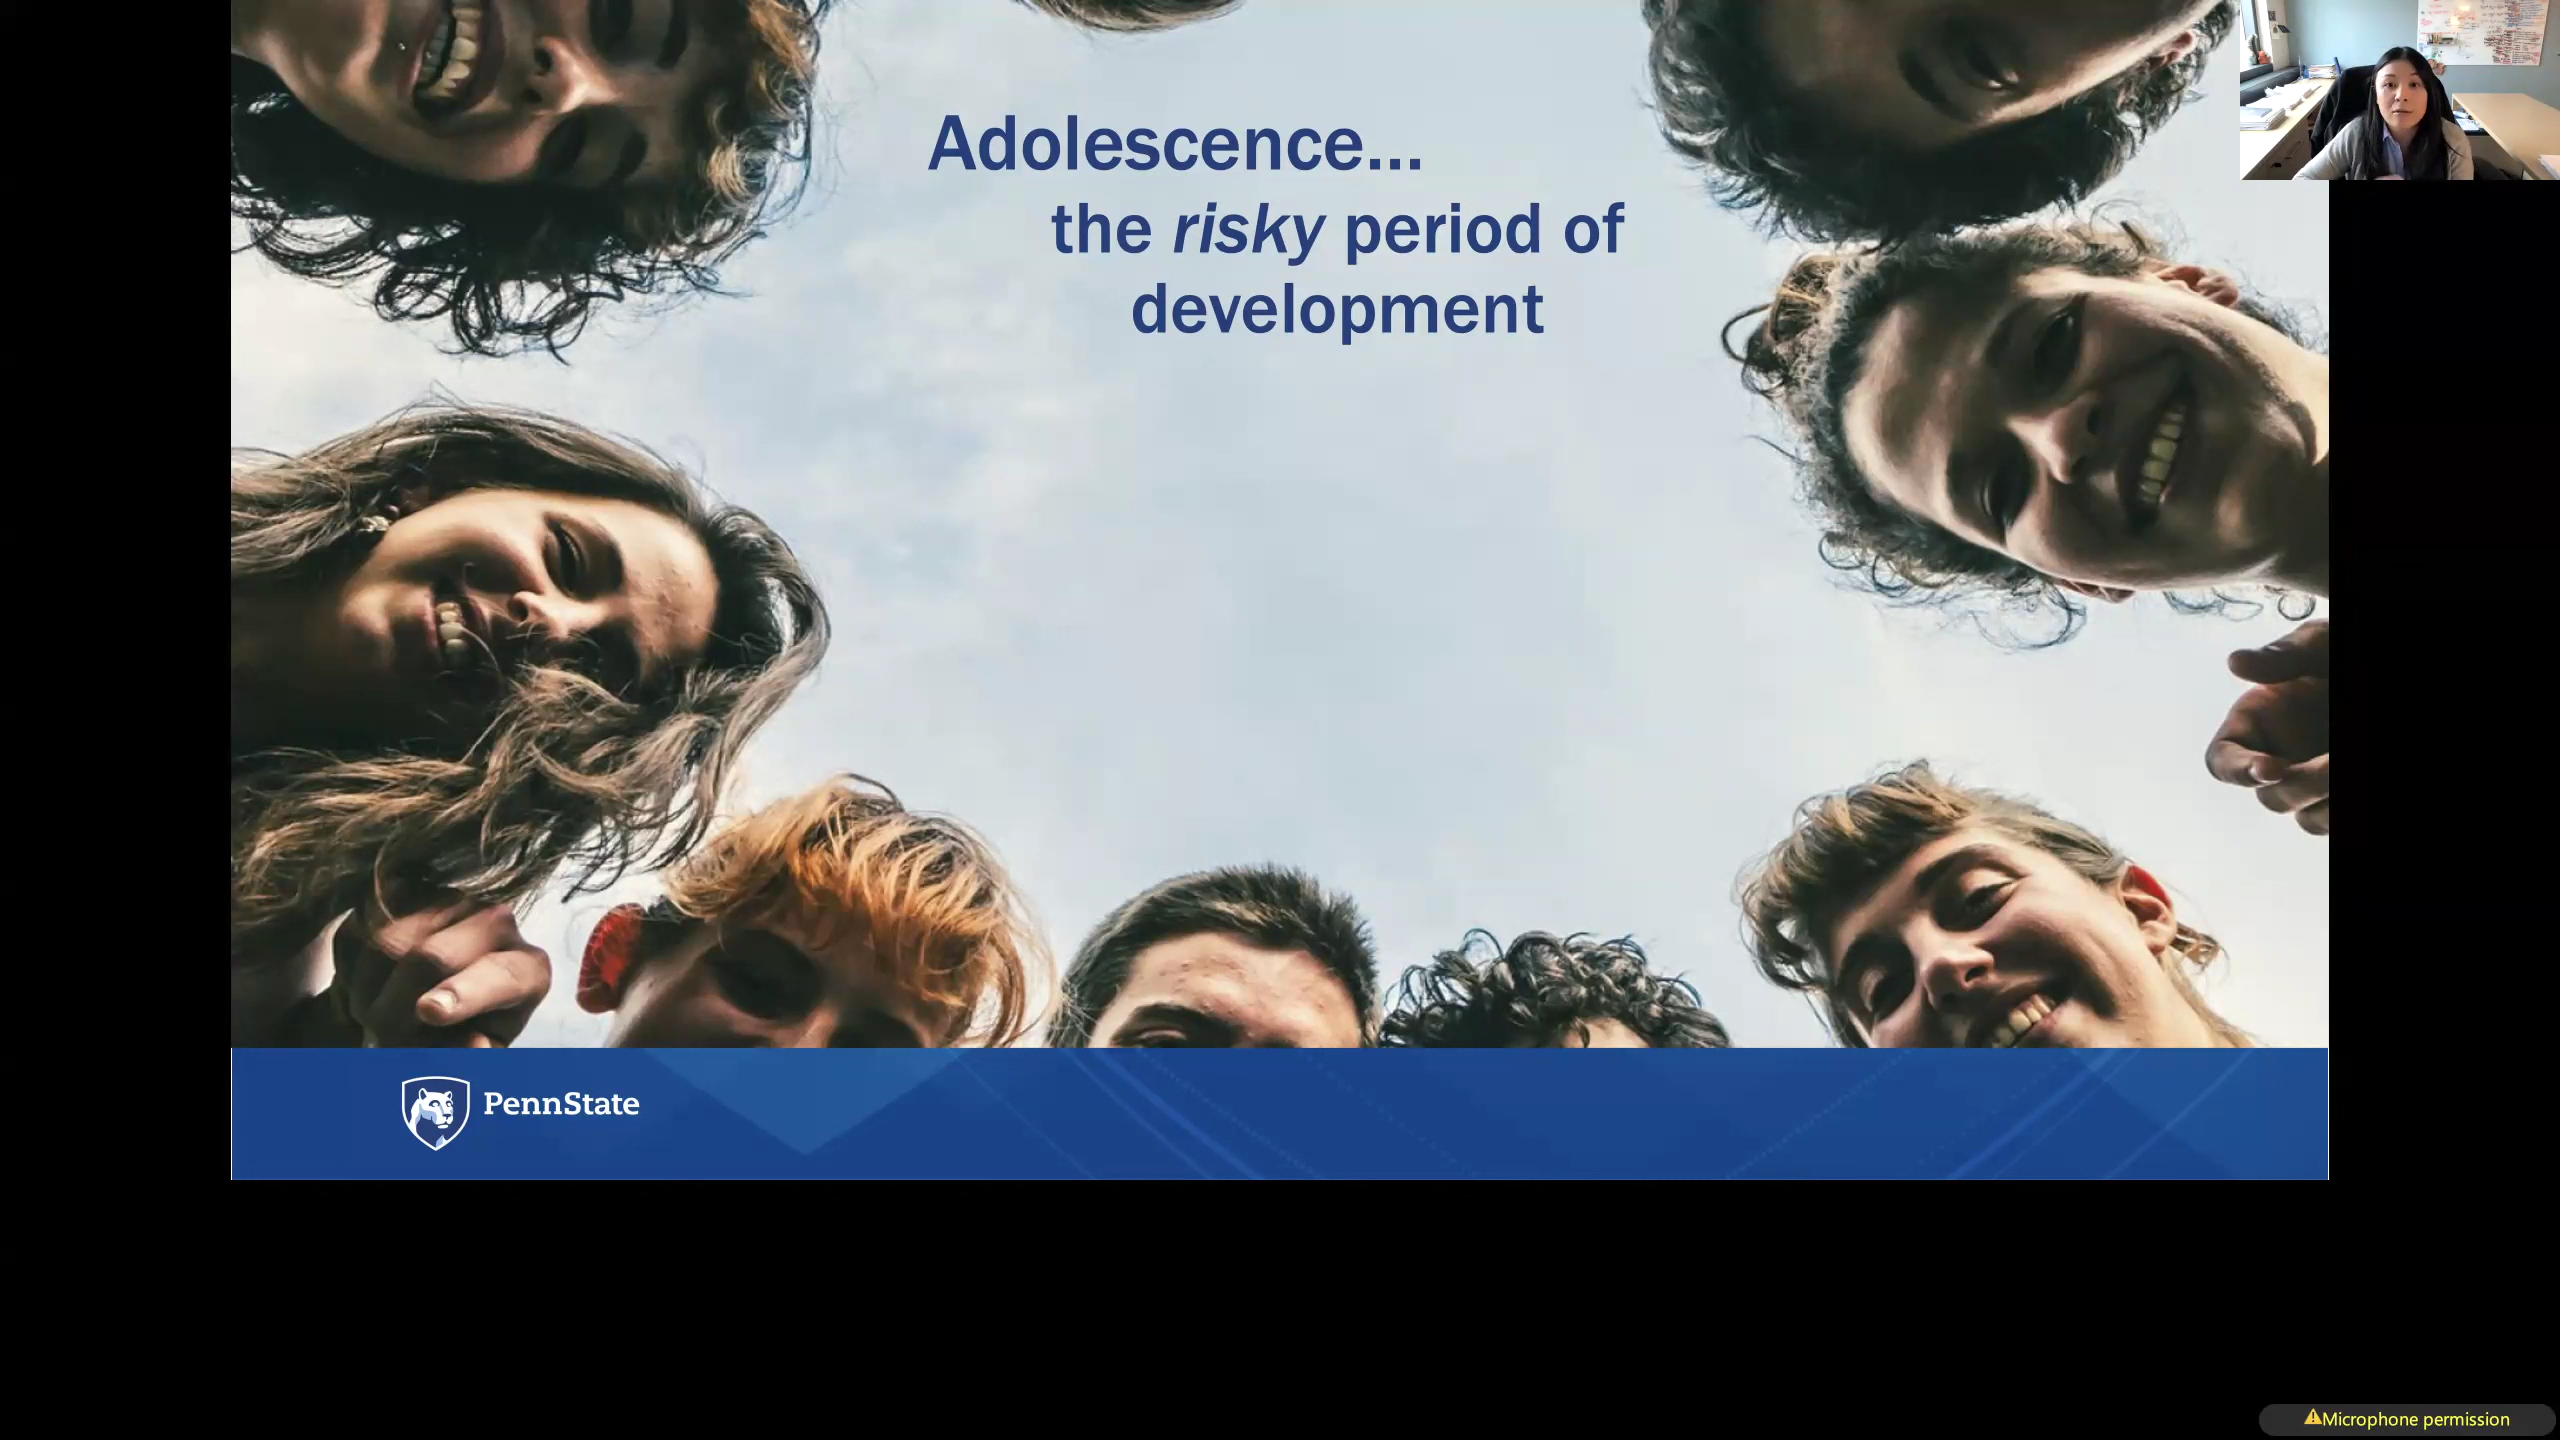 Adolescence...
the risky period of
development
PennState
Microphone permission